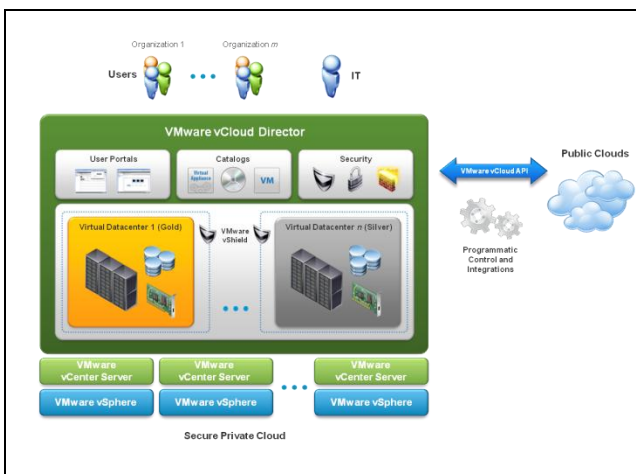 Organization 1
Organization m
Users
IT
VMware vCloud Director
User Portals
Catalogs
Security
Virtual
Appliance
VM
VMware vCloud API
Public Clouds
Virtual Datacenter 1 (Gold)
VMware
vShield
Virtual Datacenter n (Silver)
Programmatic
Control and
Integrations
VMware
vCenter Server
VMware
vCenter Server
VMware
vCenter Server
VMware vSphere
VMware vSphere
VMware vSphere
Secure Private Cloud